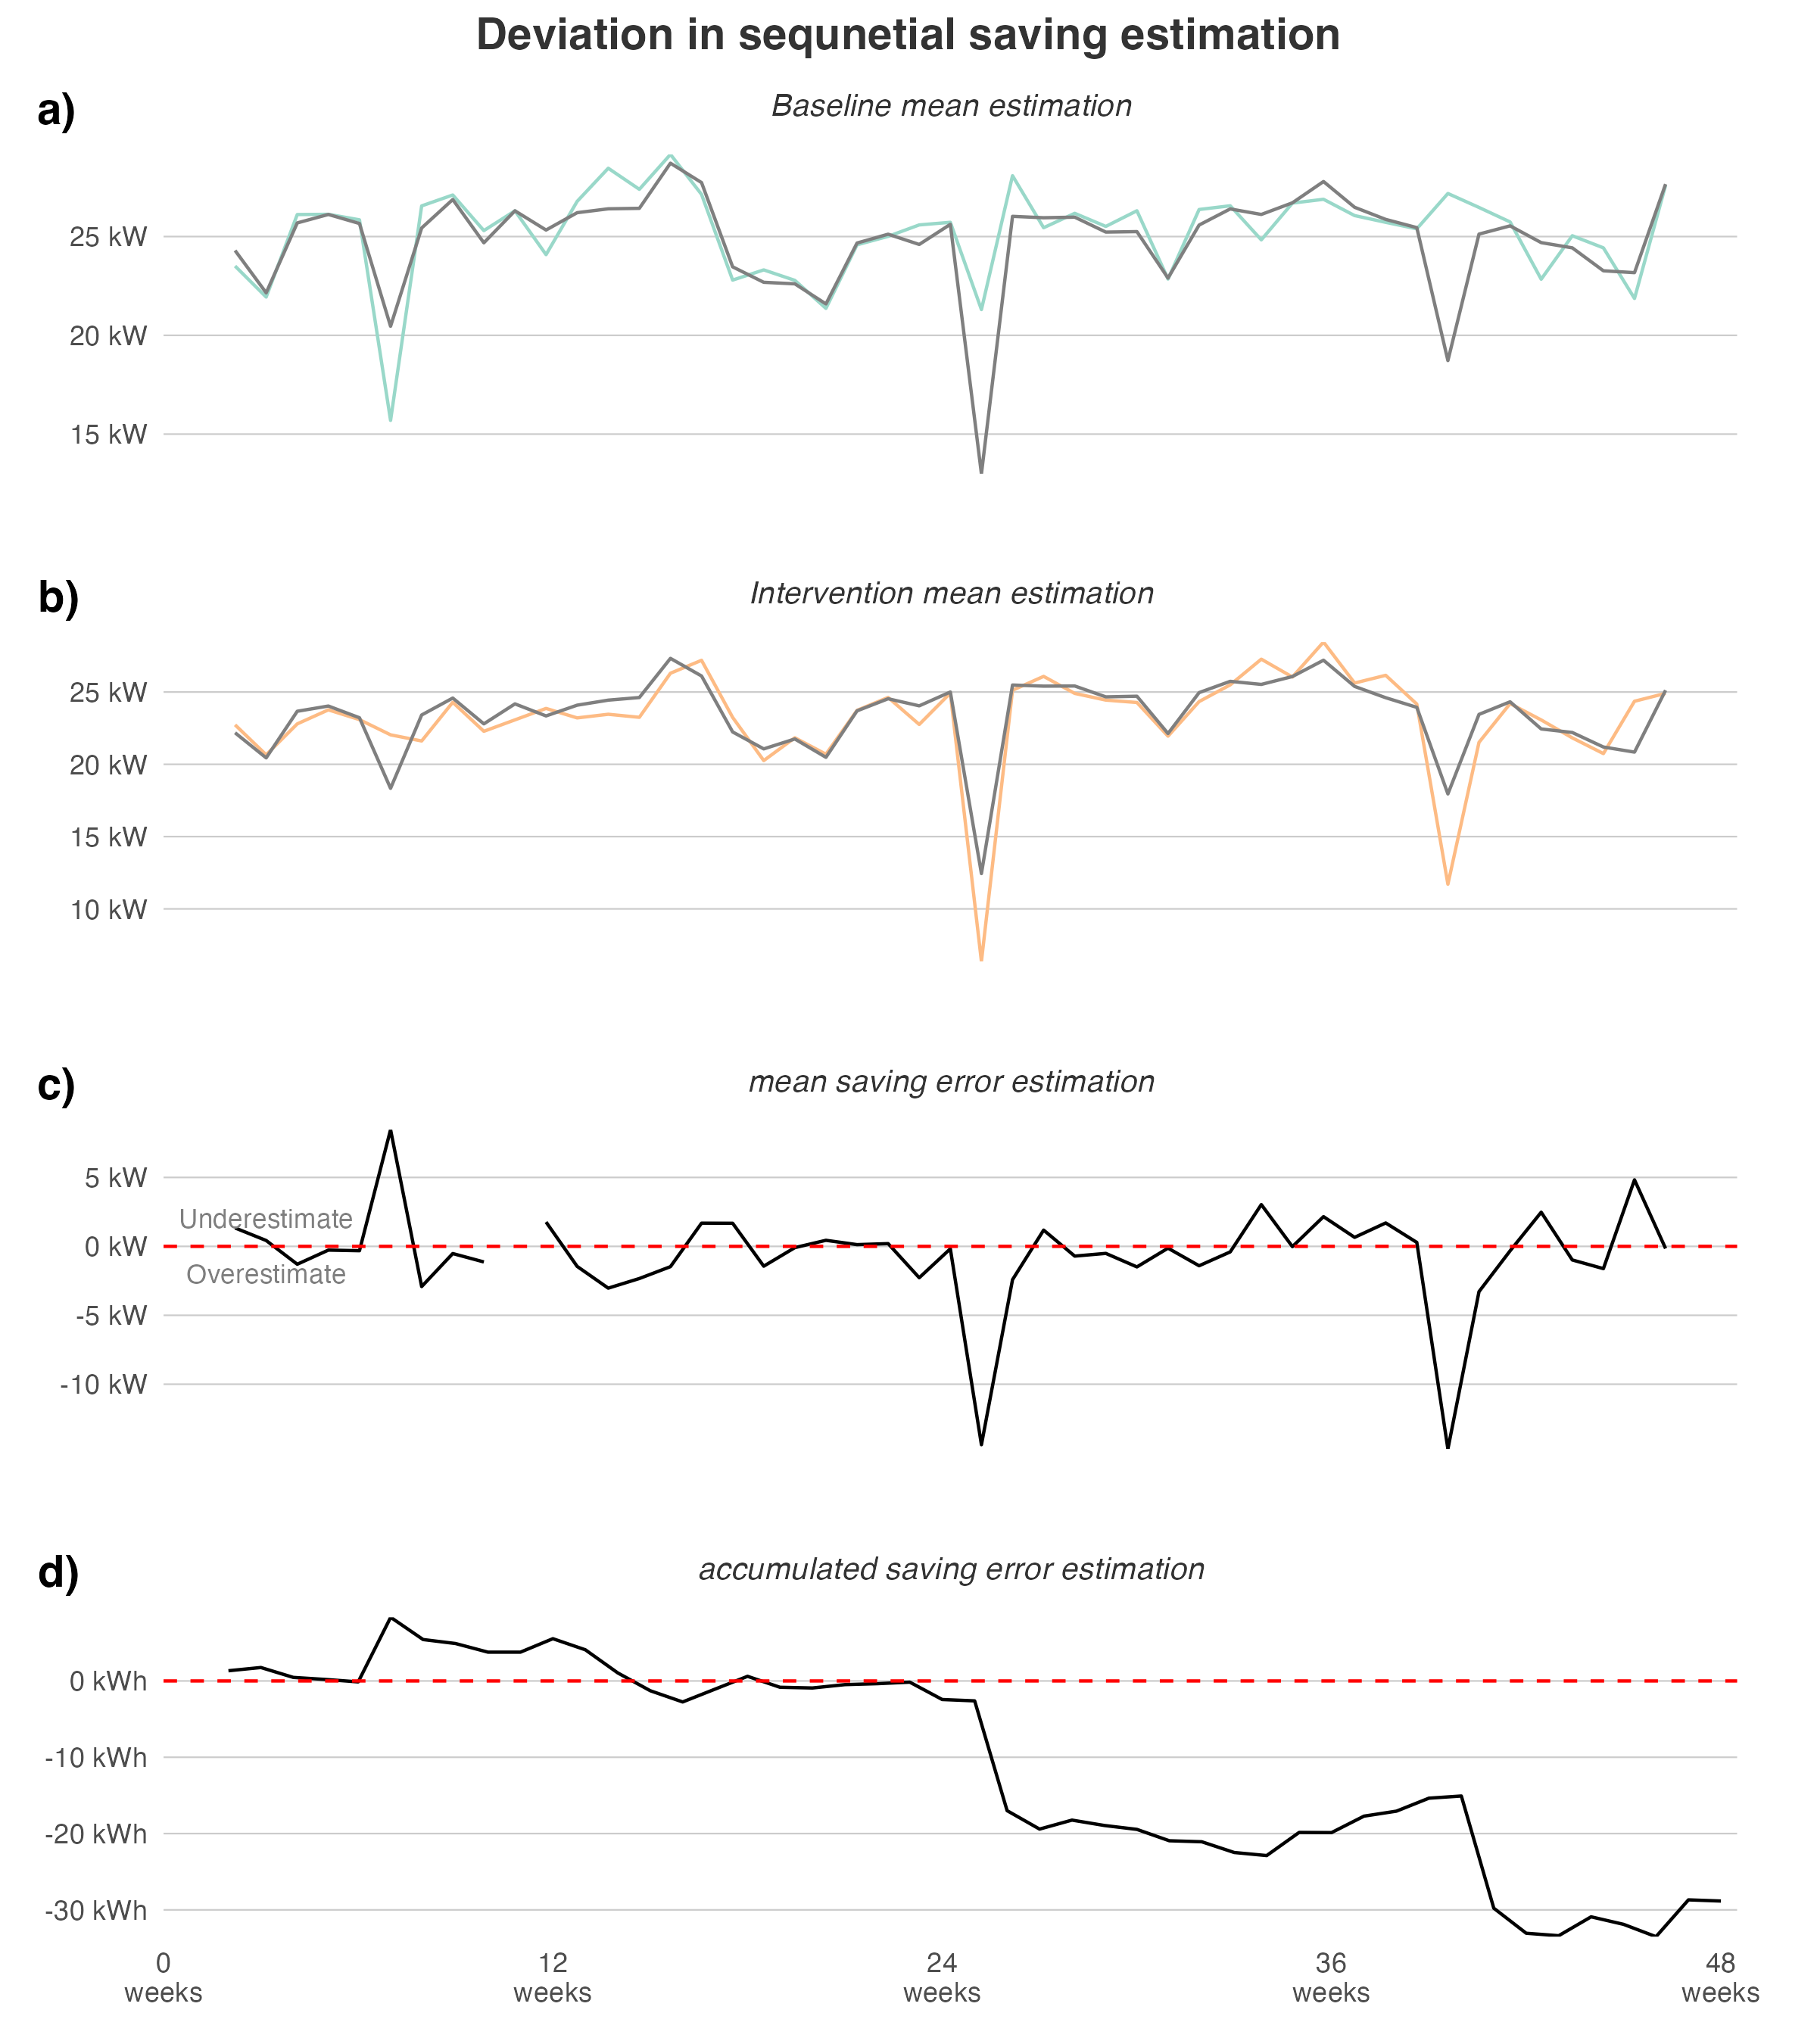 Deviation in sequnetial saving estimation
a)
Baseline mean estimation
25 kW
20 kW
15 kW
b)
Intervention mean estimation
25 kW
20 kW
15 kW
10 kW
c)
mean saving error estimation
5 kW
Underestimate
0 kW
Overestimate
-5 kW
-10 kW
d)
accumulated saving error estimation
0 kWh
-10 kWh
-20 kWh
-30 kWh
0 12 24 36 48
weeks weeks weeks weeks weeks